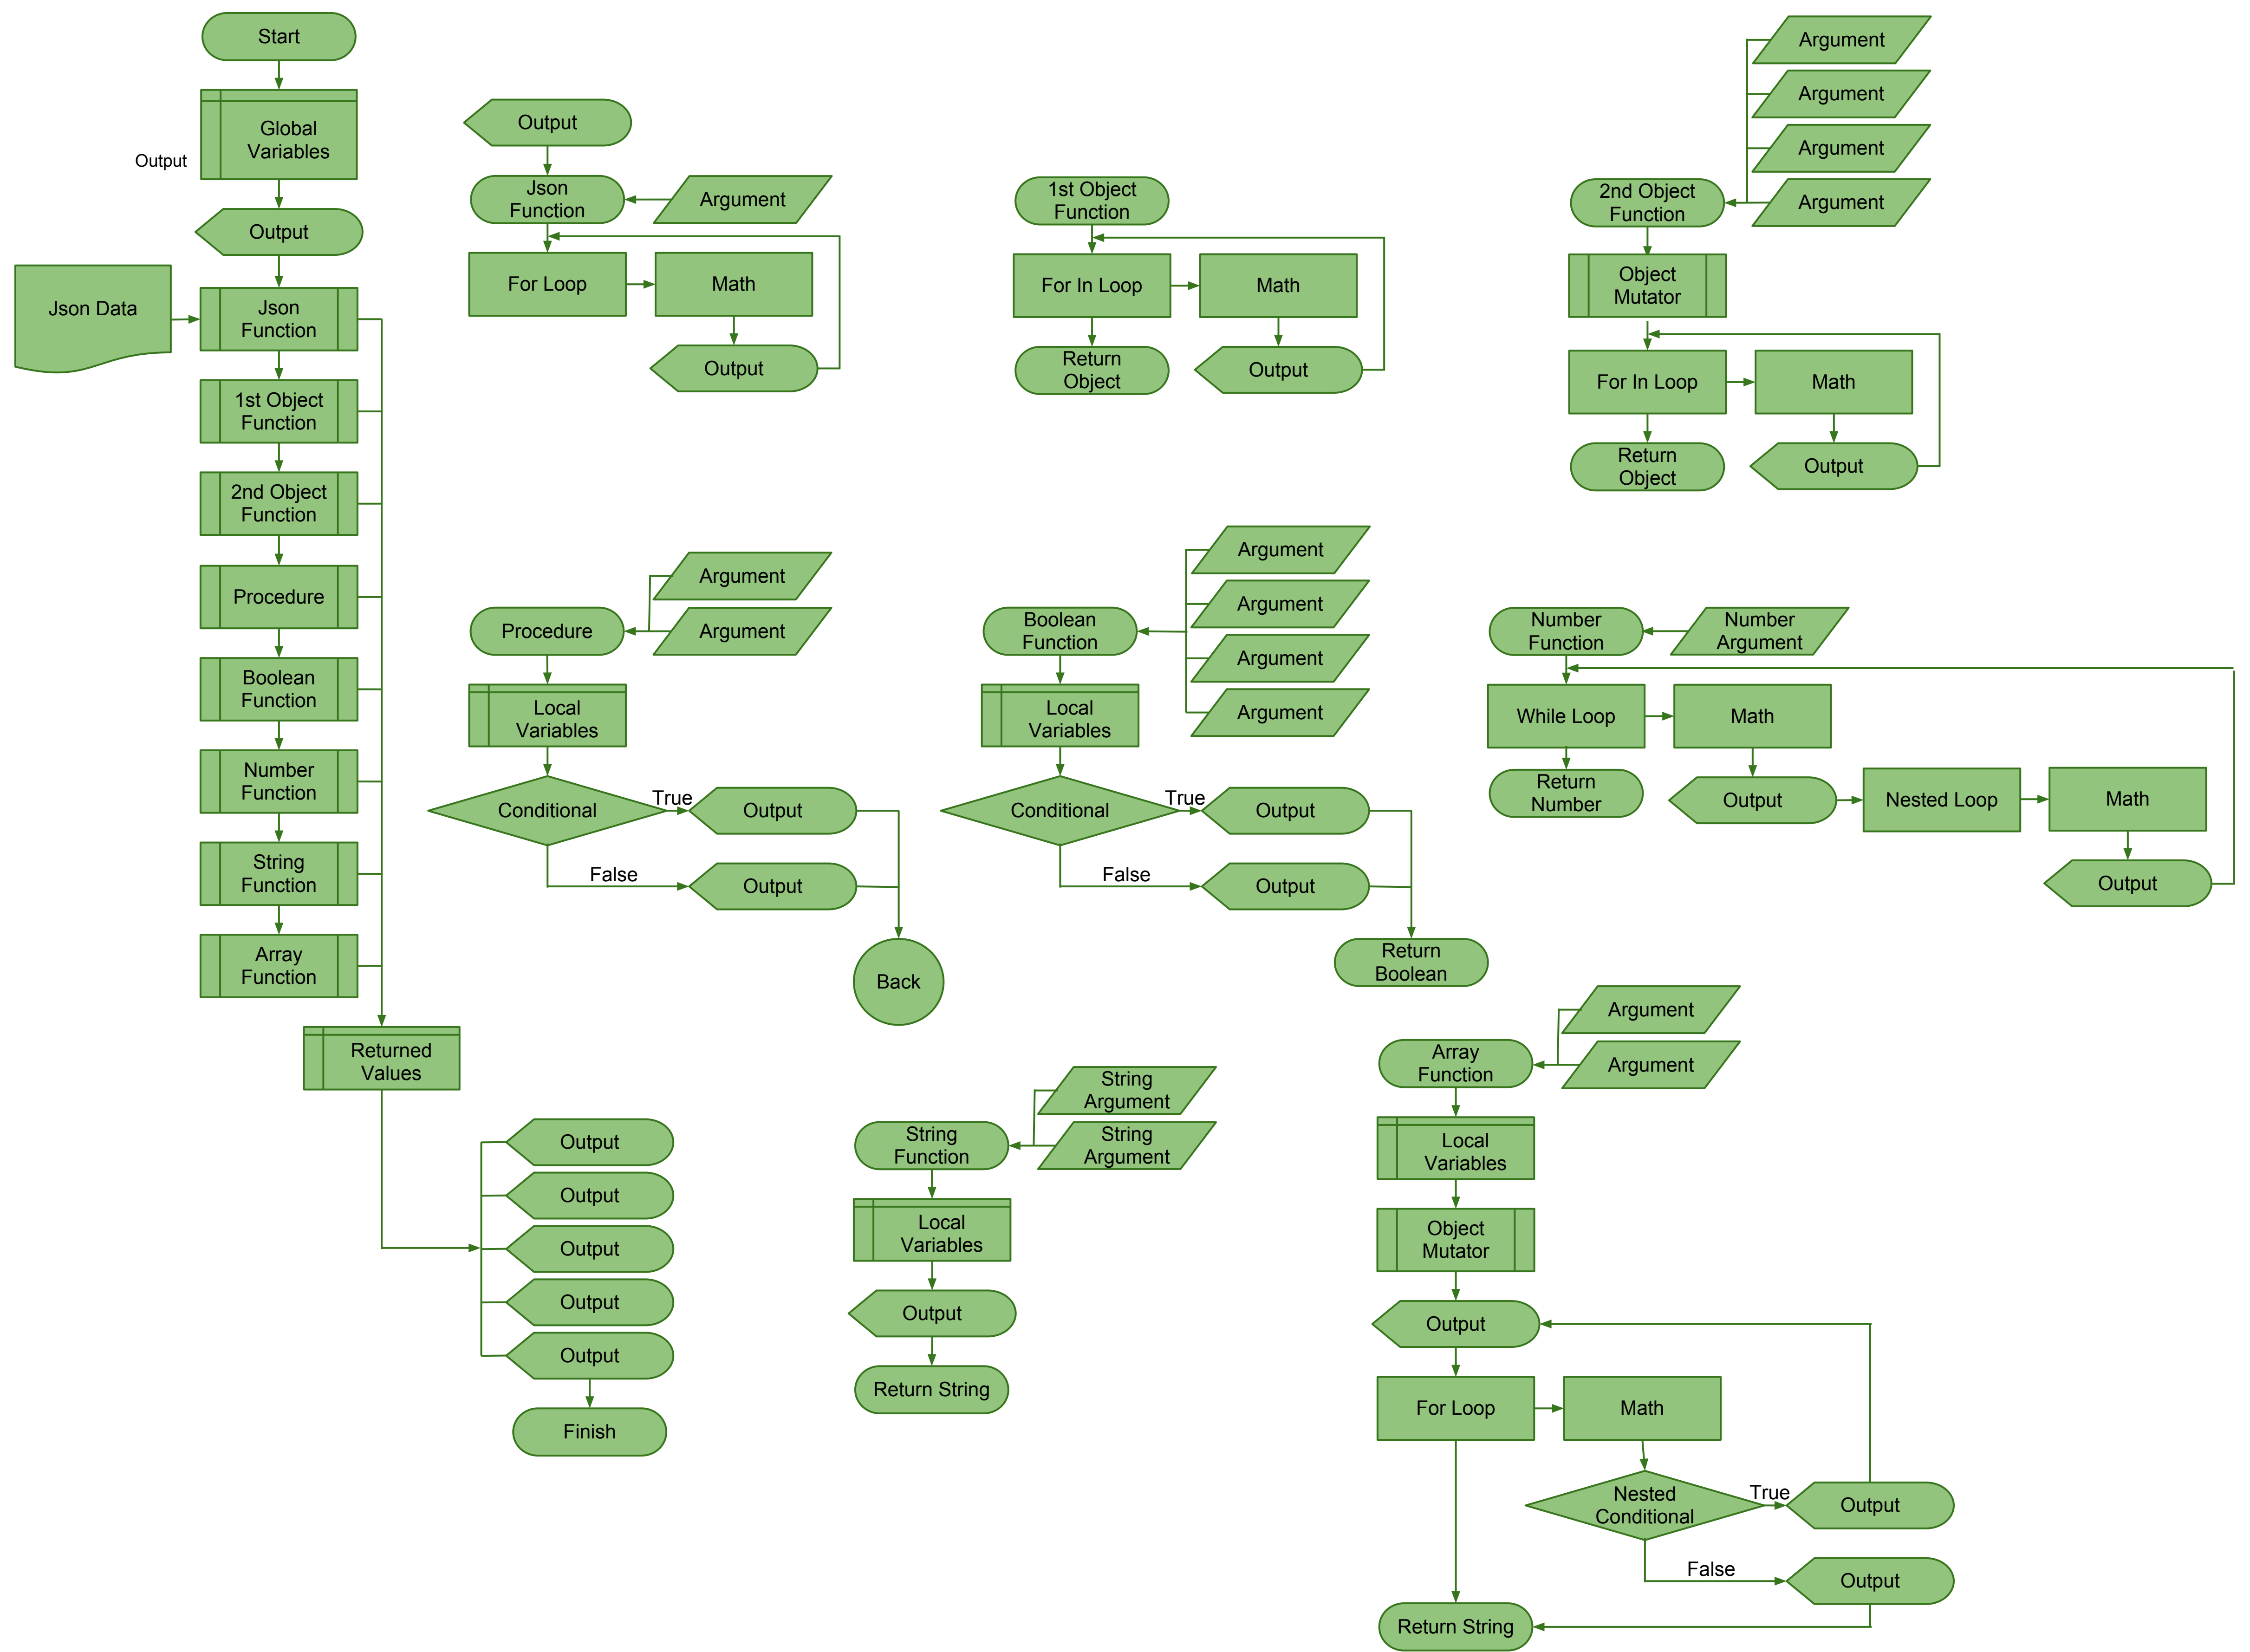 Start
Global
Variables
Output
Output
Json Data
Json
Function
1st Object
Function
2nd Object
Function
Procedure
Boolean
Function
Number
Function
String
Function
Array
Function
Returned
Values
Output
Output
Output
Output
Output
Finish
Output
Json
Function
Argument
For Loop
Math
Output
1st Object
Function
For In Loop
Math
Return
Object
Output
Argument
Argument
Argument
Argument
2nd Object
Function
Object
Mutator
For In Loop
Math
Return
Object
Output
Argument
Argument
Procedure
Local
Variables
Conditional
True
Output
False
Output
Back
Argument
Argument
Argument
Argument
Boolean
Function
Local
Variables
Conditional
True
Output
False
Output
Return
Boolean
Number
Function
Number
Argument
While Loop
Math
Return
Number
Output
Nested Loop
Math
Output
String
Argument
String
Argument
String
Function
Local
Variables
Output
Return String
Argument
Argument
Array
Function
Local
Variables
Object
Mutator
Output
For Loop
Math
Nested
Conditional
True
Output
False
Output
Return String